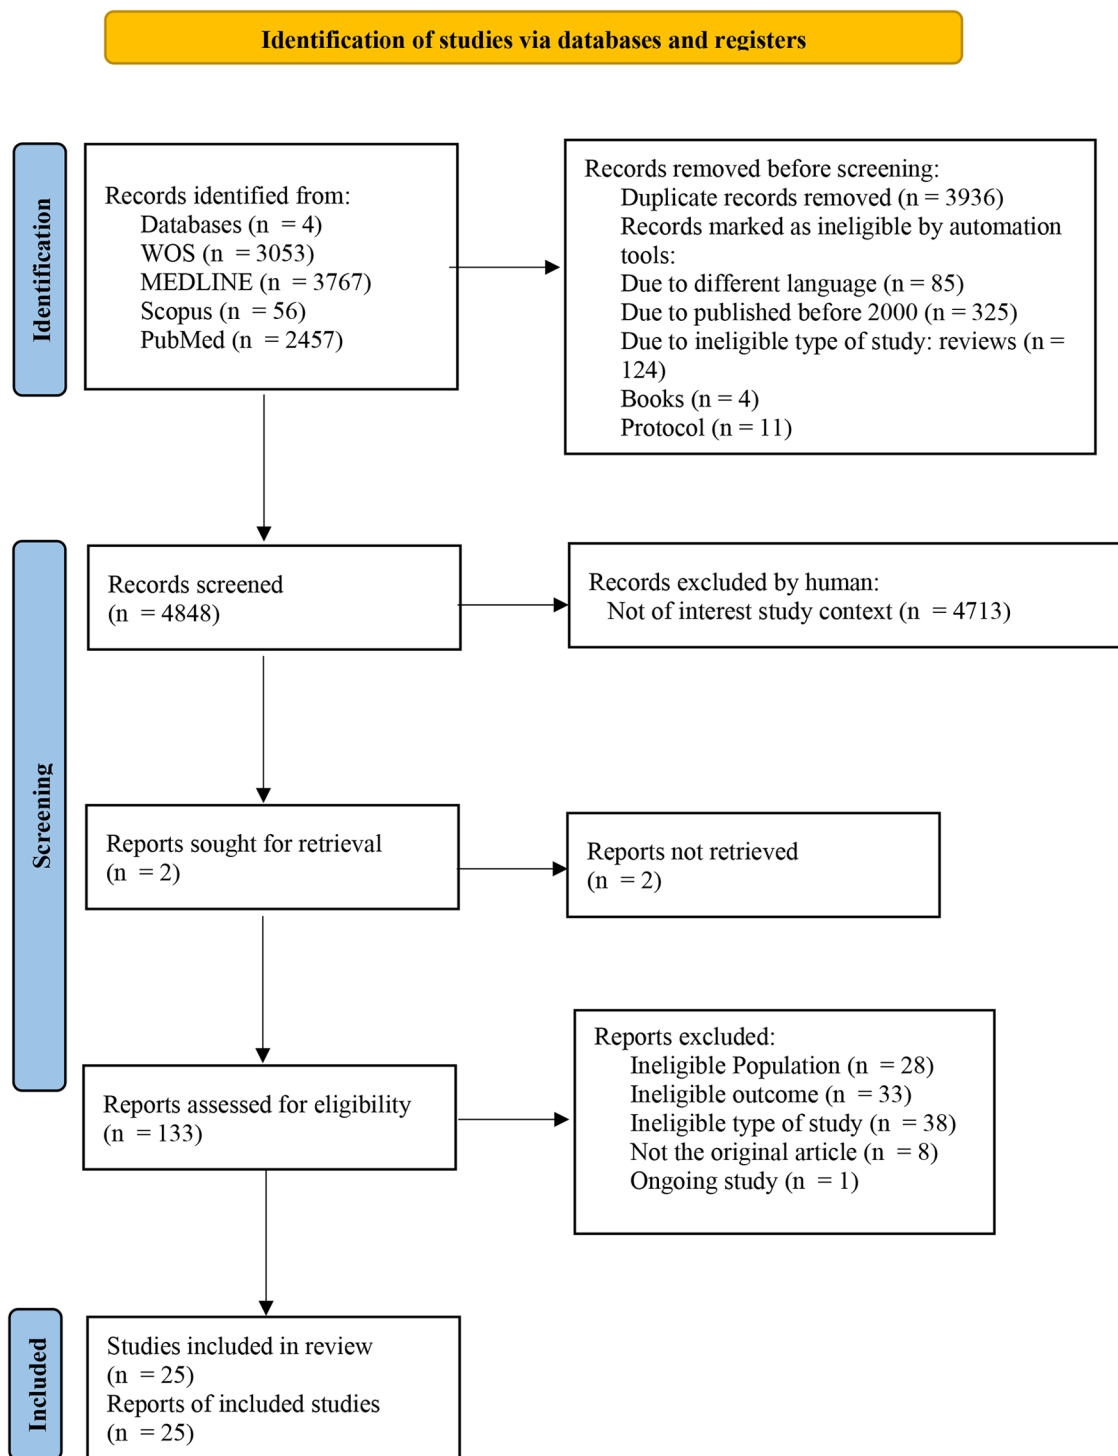 Identification of studies via databases and registers
Identification
Records identified from:
Databases (n = 4)
WOS (n = 3053)
MEDLINE (n = 3767)
Scopus (n = 56)
PubMed (n = 2457)
Records removed before screening:
Duplicate records removed (n = 3936)
Records marked as ineligible by automation
tools:
Due to different language (n = 85)
Due to published before 2000 (n = 325)
Due to ineligible type of study: reviews (n =
124)
Books (n = 4)
Protocol (n = 11)
Screening
Records screened
(n = 4848)
Records excluded by human:
Not of interest study context (n = 4713)
Reports sought for retrieval
(n = 2)
Reports not retrieved
(n = 2)
Reports assessed for eligibility
(n = 133)
Reports excluded:
Ineligible Population (n = 28)
Ineligible outcome (n = 33)
Ineligible type of study (n = 38)
Not the original article (n = 8)
Ongoing study (n = 1)
Included
Studies included in review
(n = 25)
Reports of included studies
(n = 25)